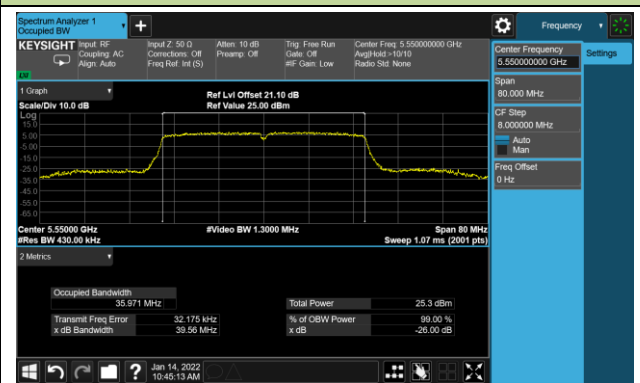 Spectrum Analyzer 1
Occupied BW
+
Frequency
KEYSIGHT
Input: RF
Coupling: AC
Align: Auto
Input Z: 50 Ω
Corrections: Off
Freq Ref: Int (S)
Atten: 10 dB
Preamp: Off
Trig: Free Run
Gate: Off
#IF Gain: Low
Center Freq: 5.550000000 GHz
Avg|Hold:>10/10
Radio Std: None
1 Graph
Scale/Div 10.0 dB
Ref Lvl Offset 21.10 dB
Ref Value 25.00 dBm
Log
15.0
5.00
-5.00
-15.0
-25.0
-35.0
-45.0
-55.0
-65.0
Center 5.55000 GHz
#Res BW 430.00 kHz
#Video BW 1.3000 MHz
Span 80 MHz
Sweep 1.07 ms (2001 pts)
2 Metrics
Occupied Bandwidth
35.971 MHz
Transmit Freq Error 32.175 kHz
x dB Bandwidth 39.56 MHz
Total Power 25.3 dBm
% of OBW Power 99.00 %
x dB -26.00 dB
Center Frequency
5.550000000 GHz
Settings
Span
80.000 MHz
CF Step
8.000000 MHz
Auto
Man
Freq Offset
0 Hz
?
Jan 14, 2022
10:45:13 AM